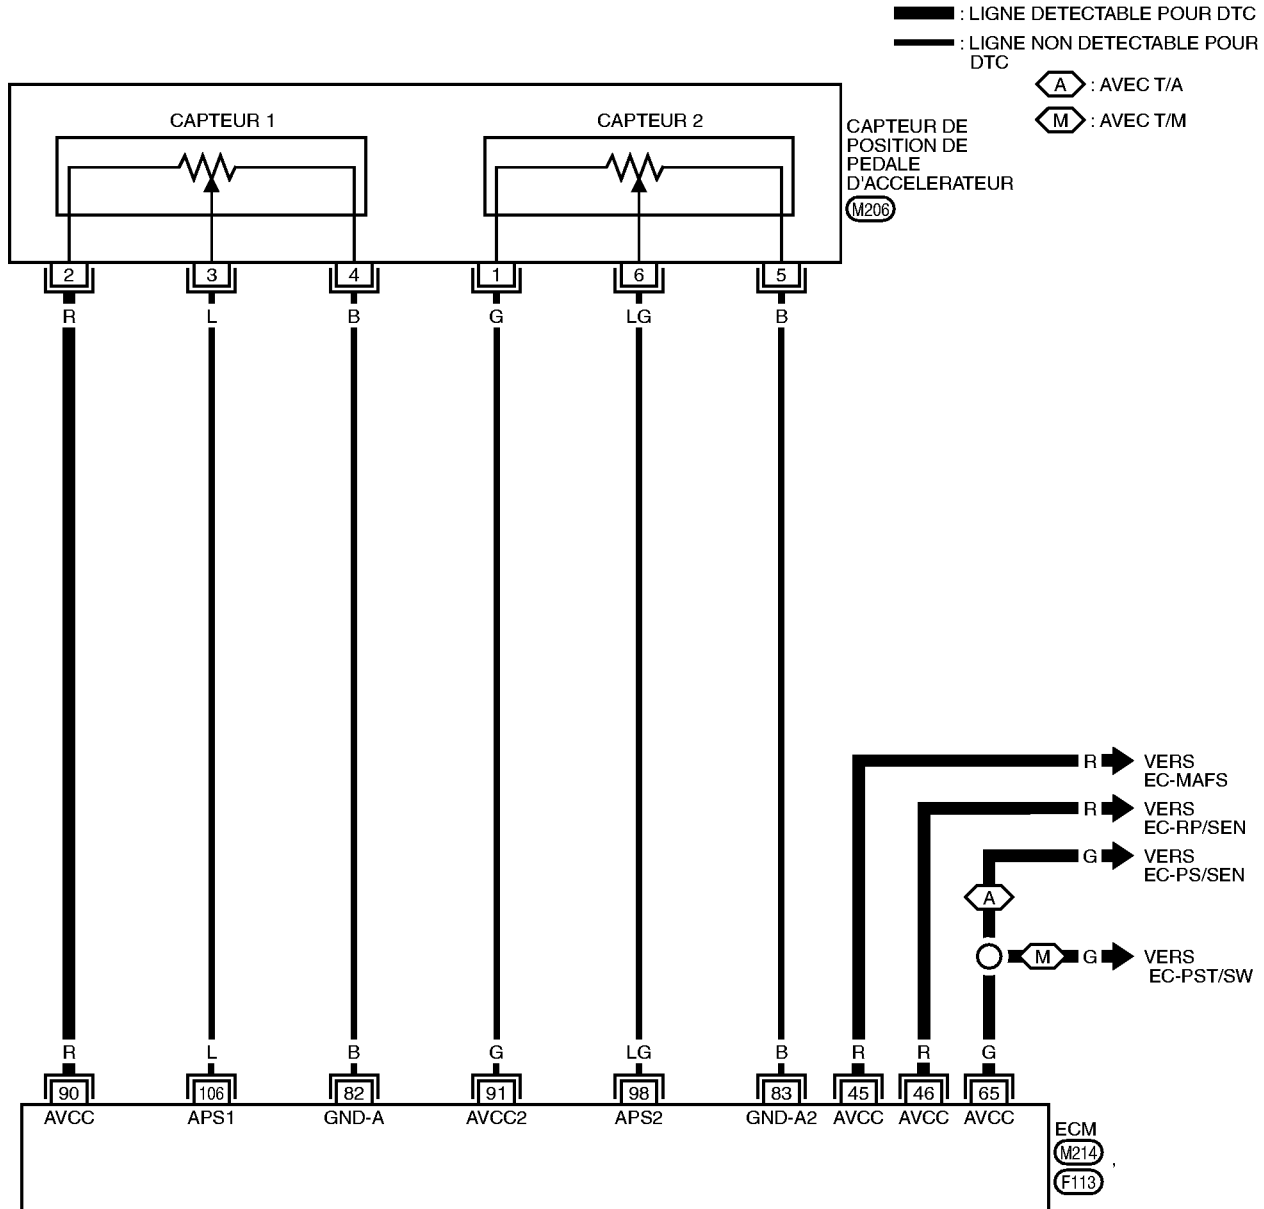 : LIGNE DETECTABLE POUR DTC
: LIGNE NON DETECTABLE POUR
DTC
A : AVEC T/A
M : AVEC T/M
CAPTEUR 1
CAPTEUR 2
CAPTEUR DE
POSITION DE
PEDALE
D'ACCELERATEUR
M206
2 3 4 1 6 5
R L B G LG B
R VERS
EC-MAFS
R VERS
EC-RP/SEN
G VERS
EC-PS/SEN
A
M G VERS
EC-PST/SW
R L B G LG B R R G
90 106 82 91 98 83 45 46 65
AVCC APS1 GND-A AVCC2 APS2 GND-A2 AVCC AVCC AVCC
ECM
M214 ,
F113